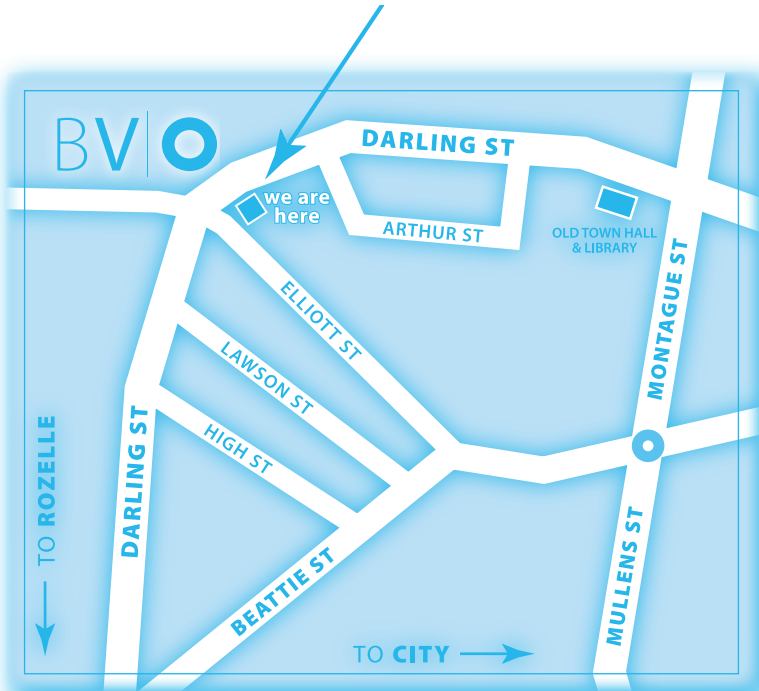 BV|O
DARLING ST
we are
here
ARTHUR ST
OLD TOWN HALL
& LIBRARY
ELLIOTT ST
MONTAGUE ST
LAWSON ST
HIGH ST
DARLING ST
TO ROZELLE
BEATTIE ST
MULLENS ST
TO CITY